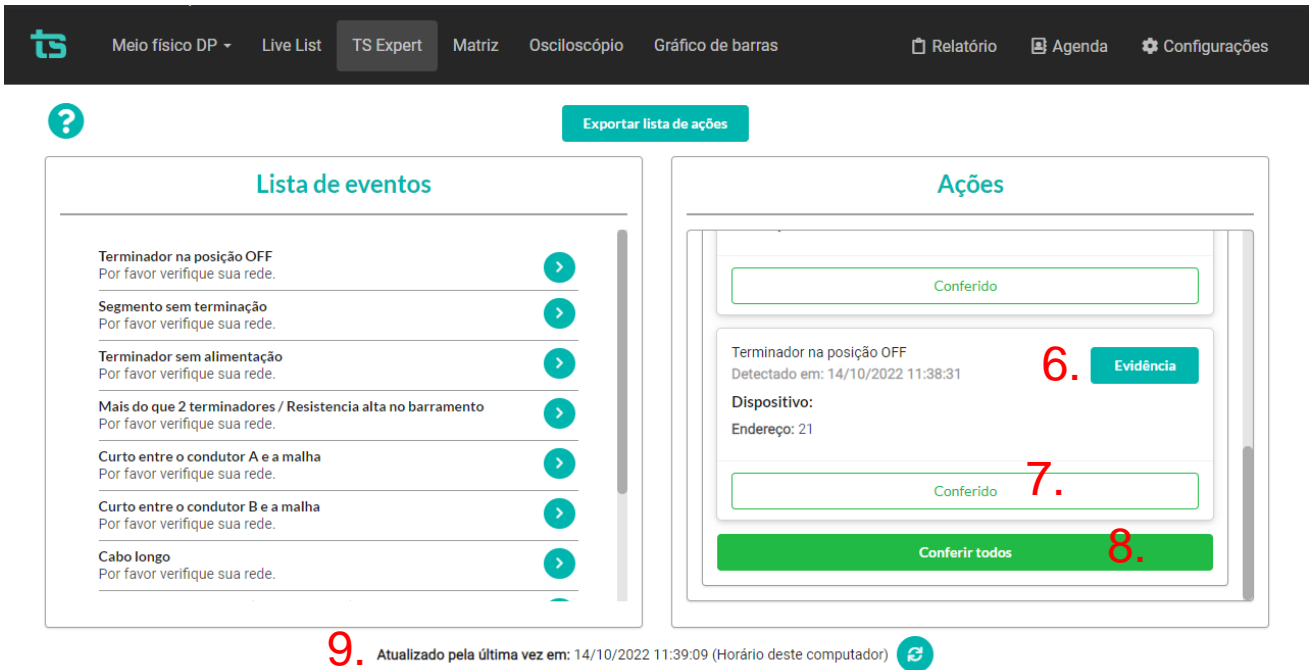 ts
Meio físico DP
Live List
TS Expert
Matriz
Osciloscópio
Gráfico de barras
Relatório
Agenda
Configurações
?
Exportar lista de ações
Lista de eventos
Terminador na posição OFF
Por favor verifique sua rede.
Segmento sem terminação
Por favor verifique sua rede.
Terminador sem alimentação
Por favor verifique sua rede.
Mais do que 2 terminadores / Resistencia alta no barramento
Por favor verifique sua rede.
Curto entre o condutor A e a malha
Por favor verifique sua rede.
Curto entre o condutor B e a malha
Por favor verifique sua rede.
Cabo longo
Por favor verifique sua rede.
Ações
Conferido
Terminador na posição OFF
Detectado em: 14/10/2022 11:38:31
6.
Evidência
Dispositivo:
Endereço: 21
Conferido
7.
Conferir todos
8.
9.
Atualizado pela última vez em: 14/10/2022 11:39:09 (Horário deste computador)